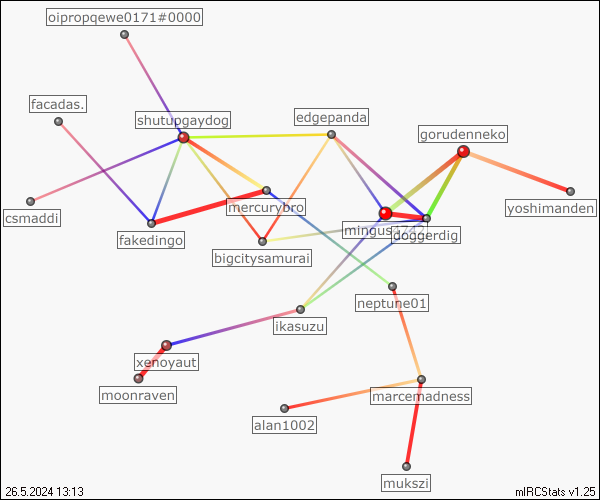 oipropqewe0171#0000
facadas.
shutupgaydog
edgepanda
gorudenneko
mercurybro
yoshimanden
csmaddi
fakedingo
doggerdig
bigcitysamurai
neptune01
ikasuzu
xenoyaut
moonraven
marcemadness
alan1002
mukszi
26.5.2024 13:13
mIRCStats v1.25